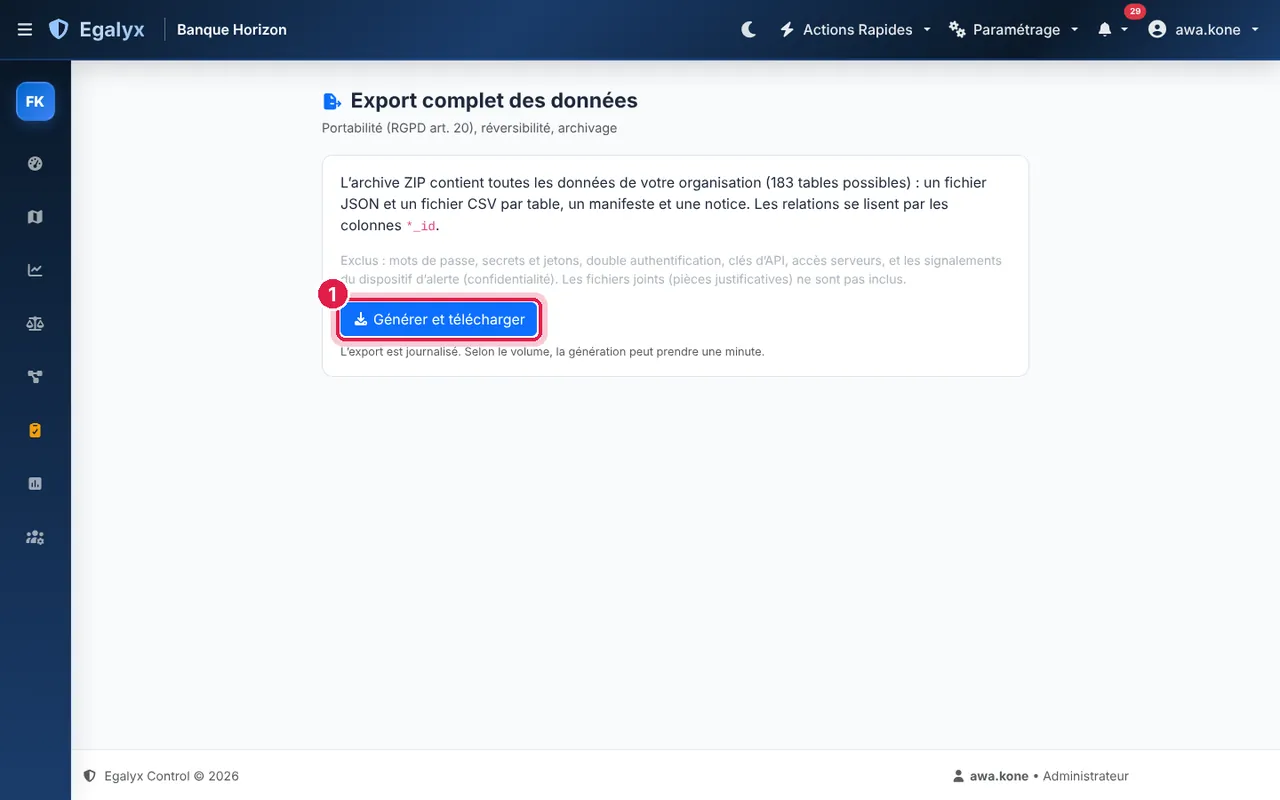 Egalyx
Banque Horizon
Actions Rapides
Paramétrage
29
awa.kone
FK
Export complet des données
Portabilité (RGPD art. 20), réversibilité, archivage
L’archive ZIP contient toutes les données de votre organisation (183 tables possibles) : un fichier
JSON et un fichier CSV par table, un manifeste et une notice. Les relations se lisent par les
colonnes *_id.
Exclus : mots de passe, secrets et jetons, double authentification, clés d’API, accès serveurs, et les signalements
du dispositif d’alerte (confidentialité). Les fichiers joints (pièces justificatives) ne sont pas inclus.
1
Générer et télécharger
L’export est journalisé. Selon le volume, la génération peut prendre une minute.
Egalyx Control © 2026
awa.kone • Administrateur